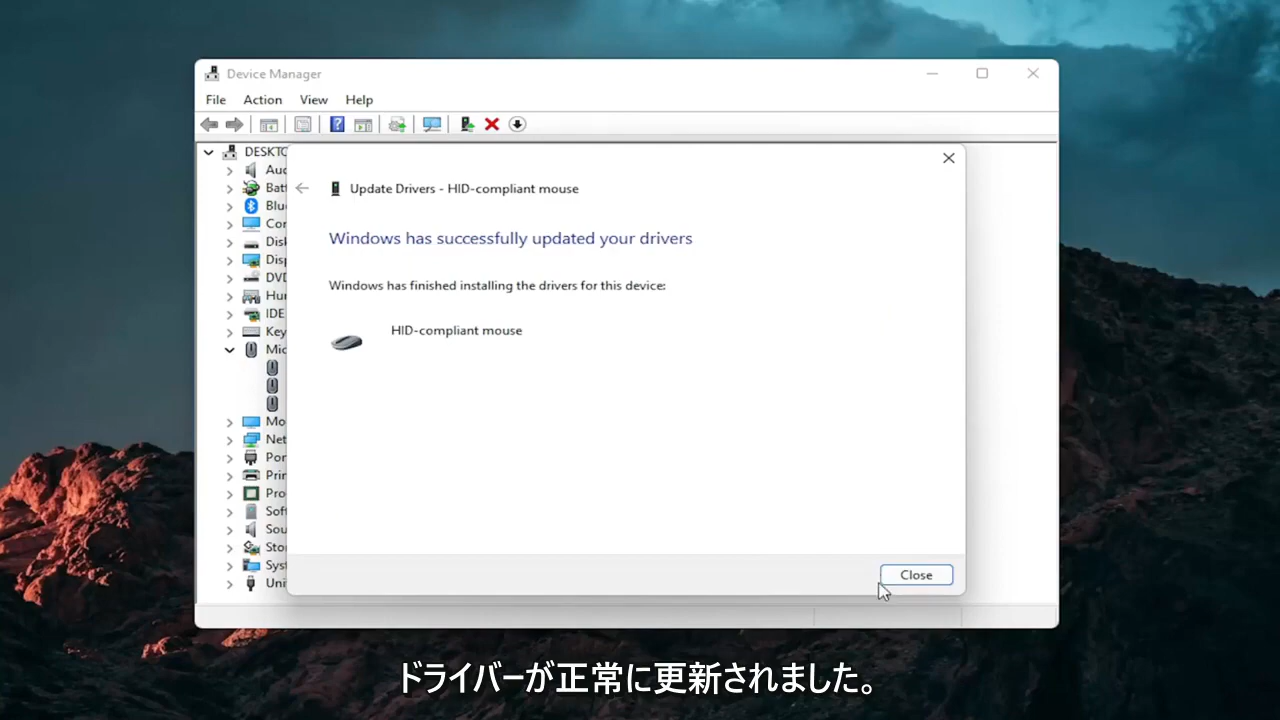 Device Manager
File Action View Help
DESKTO
Aud
Batt
Blu
Cor
Disk
Disp
DVD
Hur
IDE
Key
Mic
Mo
Net
Por
Prin
Pro
Soft
Sou
Stor
Syst
Uni
Update Drivers - HID-compliant mouse
Windows has successfully updated your drivers
Windows has finished installing the drivers for this device:
HID-compliant mouse
Close
ドライバーが正常に更新されました。